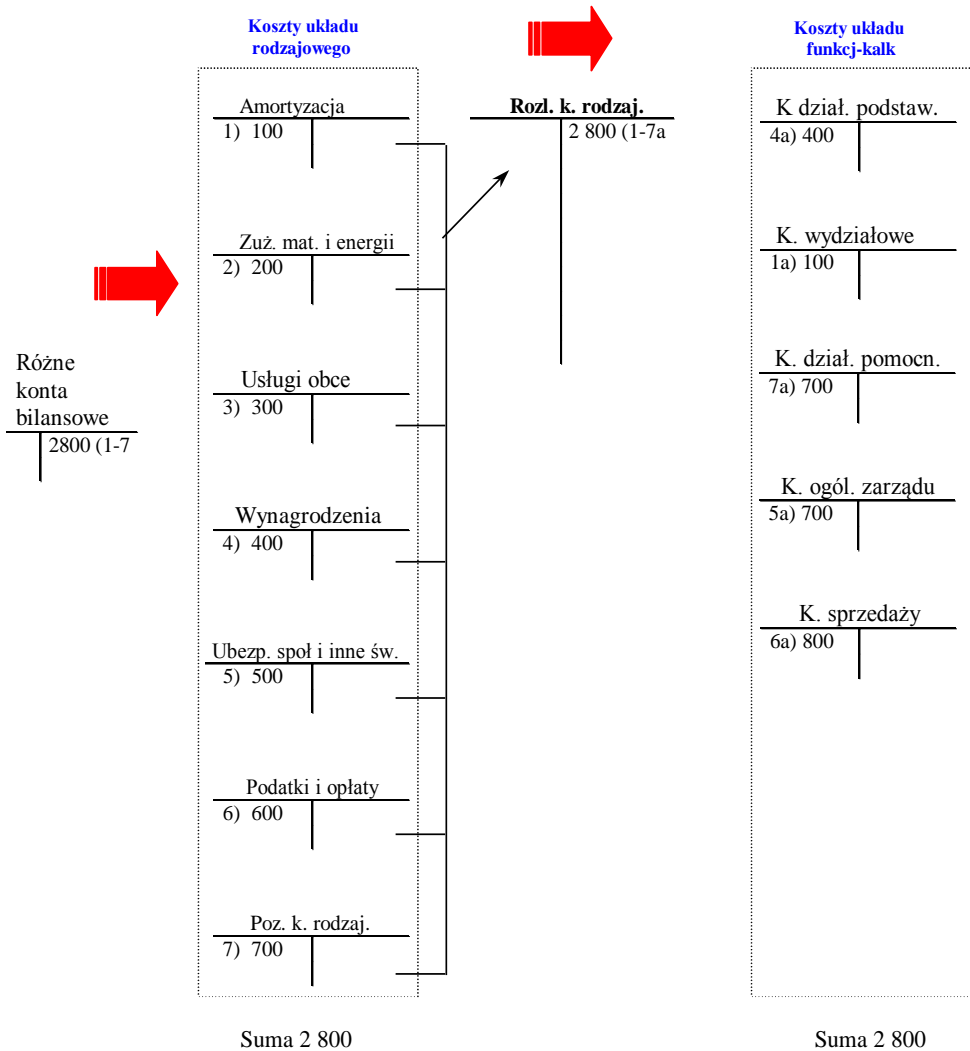 Koszty układu
rodzajowego
Koszty układu
funkcj-kalk
Różne
konta
bilansowe
2800 (1-7
Amortyzacja
1) 100
Zuż. mat. i energii
2) 200
Usługi obce
3) 300
Wynagrodzenia
4) 400
Ubezp. społ i inne św.
5) 500
Podatki i opłaty
6) 600
Poz. k. rodzaj.
7) 700
Suma 2 800
Rozl. k. rodzaj.
2 800 (1-7a
K dział. podstaw.
4a) 400
K. wydziałowe
1a) 100
K. dział. pomocn.
7a) 700
K. ogól. zarządu
5a) 700
K. sprzedaży
6a) 800
Suma 2 800